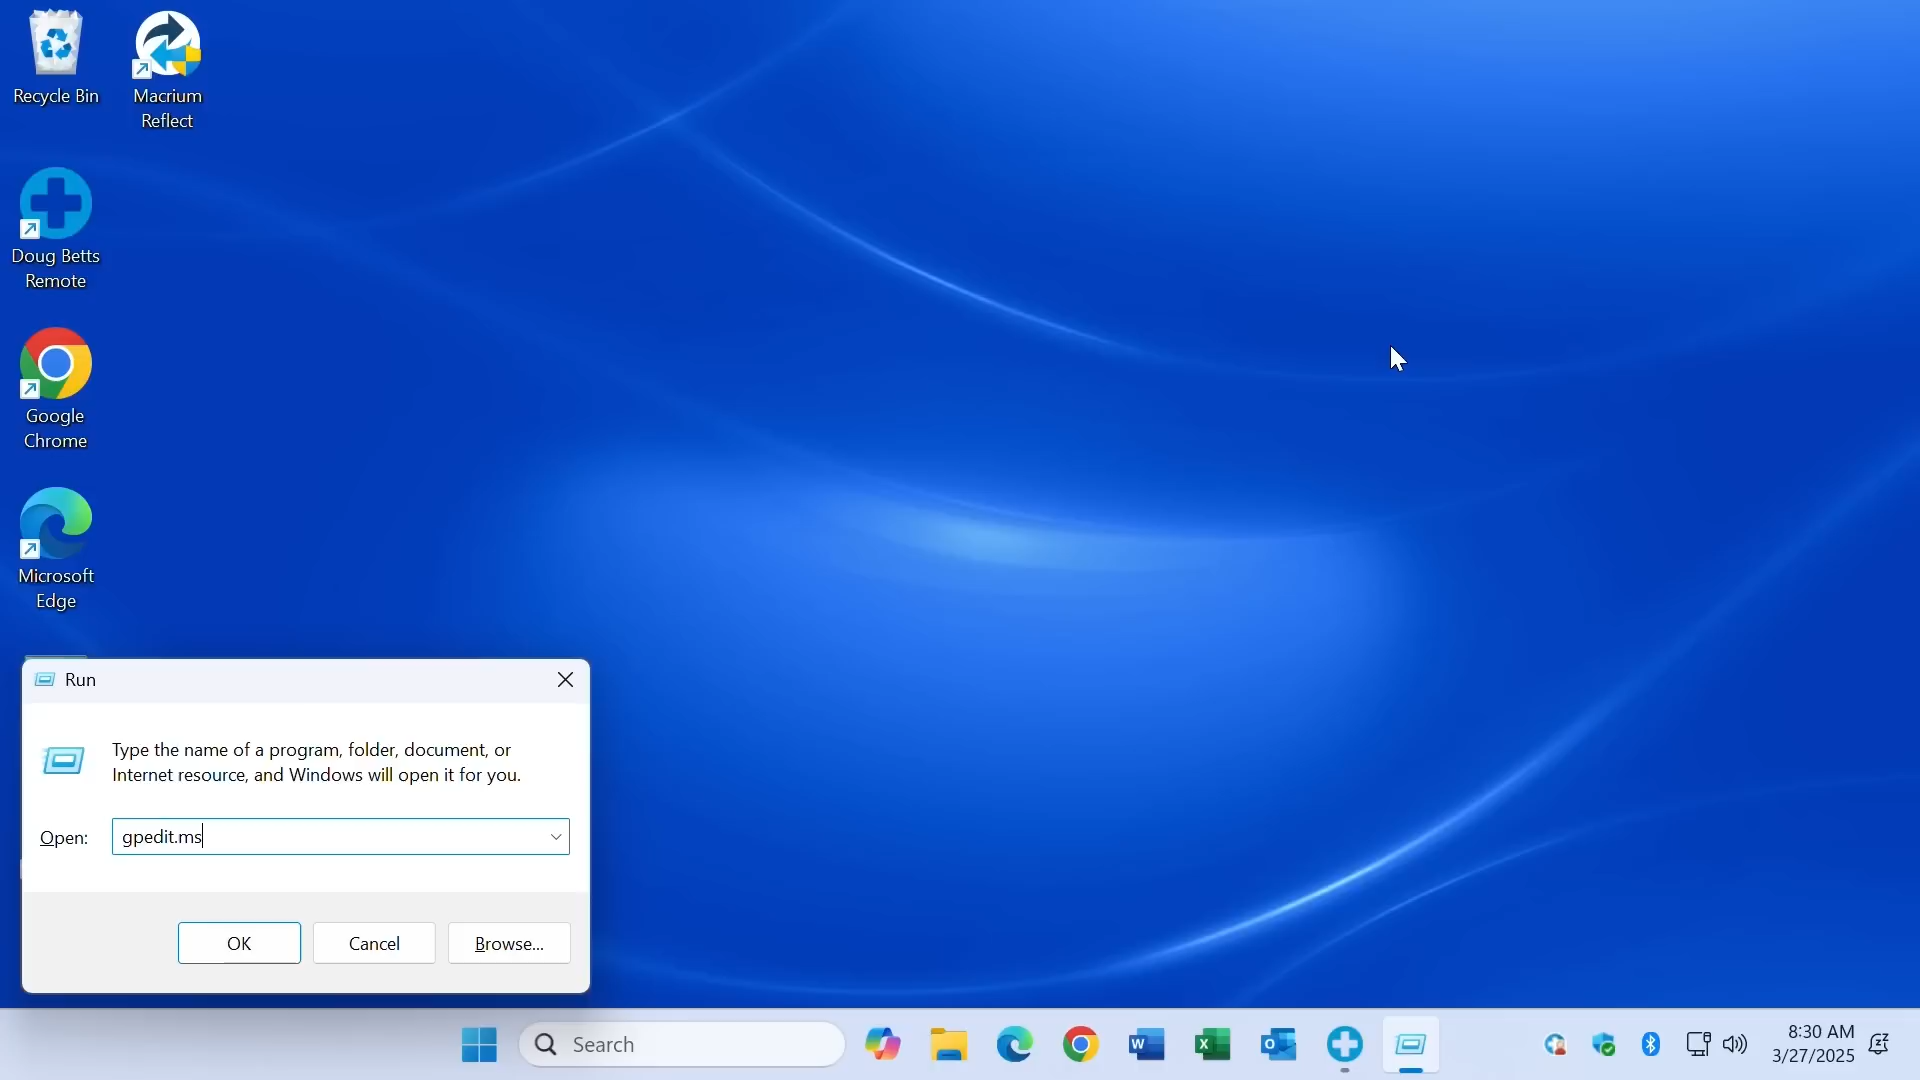 Recycle Bin
Macrium
Reflect
Doug Betts
Remote
Google
Chrome
Microsoft
Edge
Run
Type the name of a program, folder, document, or
Internet resource, and Windows will open it for you.
Open:
gpedit.ms
OK
Cancel
Browse...
Search
W
X
O
8:30 AM
3/27/2025